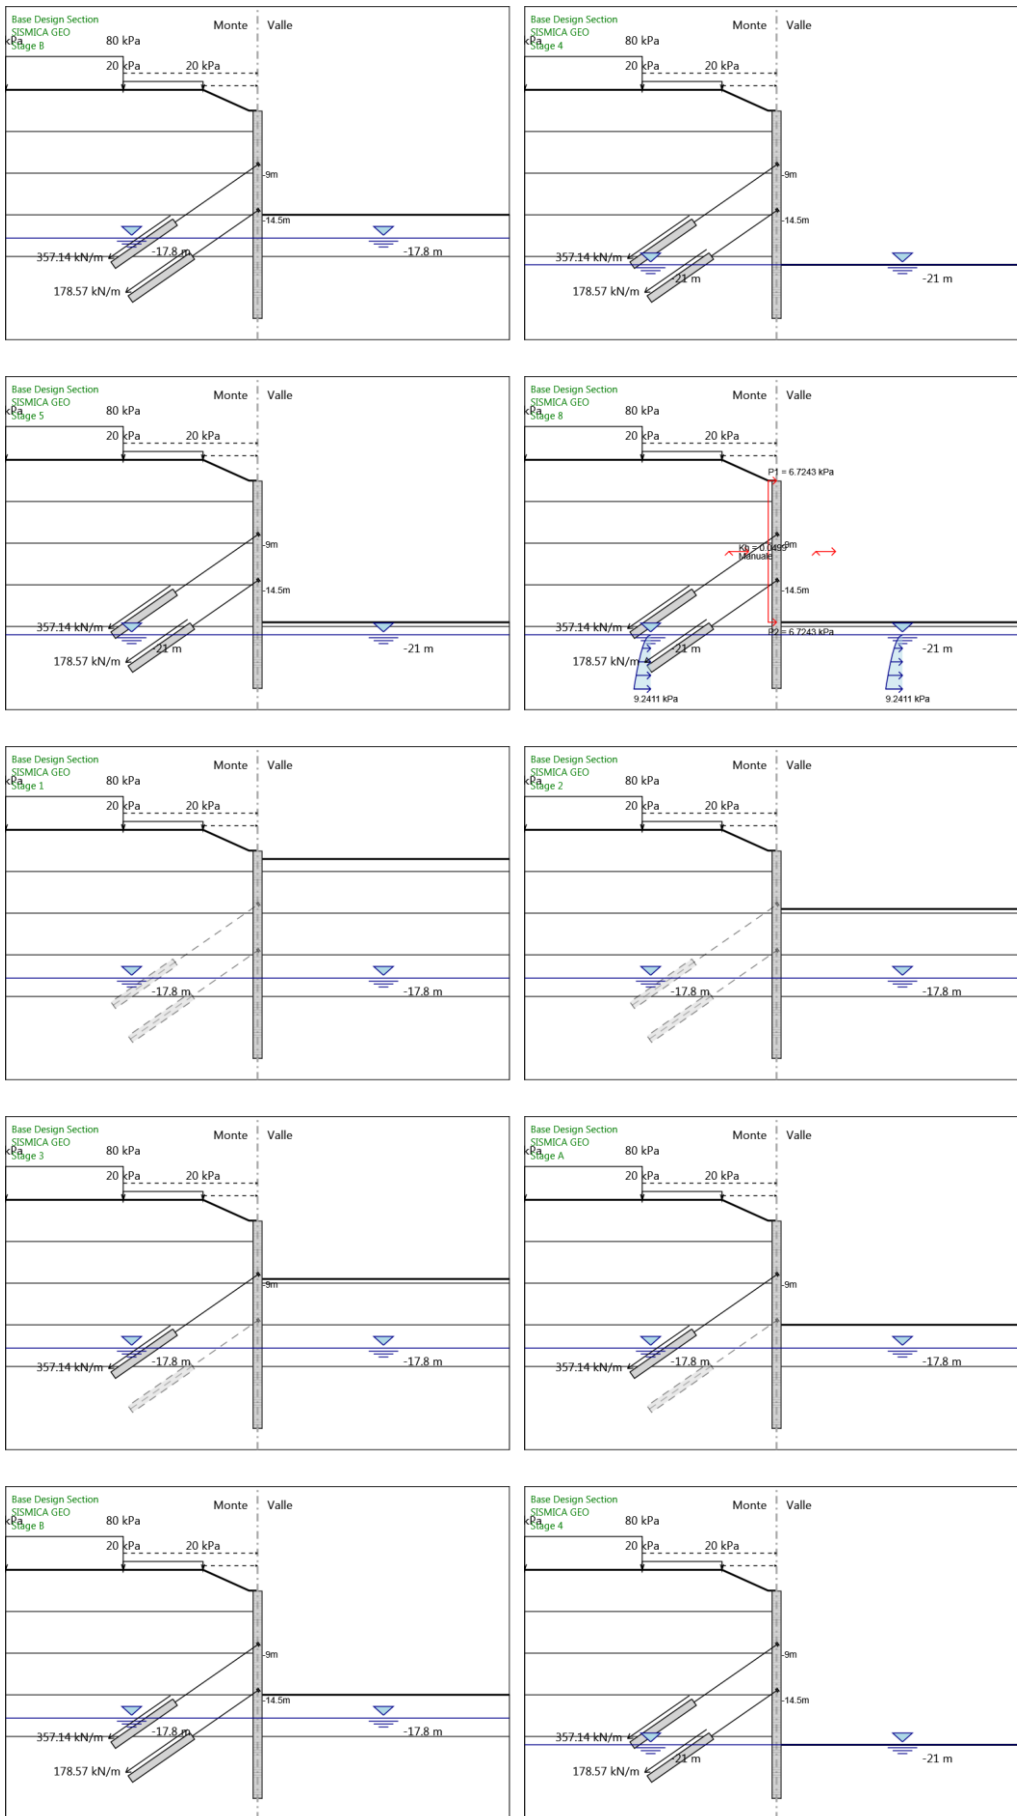 Base Design Section
SISMICA GEO
Stage B
Monte
Valle
kPa
80 kPa
20 kPa
20 kPa
-9m
-14.5m
-17.8 m
-17.8 m
357.14 kN/m
178.57 kN/m
Base Design Section
SISMICA GEO
Stage 4
Monte
Valle
80 kPa
20 kPa
20 kPa
-9m
-14.5m
357.14 kN/m
-21 m
-21 m
178.57 kN/m
Base Design Section
SISMICA GEO
Stage 5
Monte
Valle
kPa
80 kPa
20 kPa
20 kPa
-9m
-14.5m
357.14 kN/m
-21 m
-21 m
178.57 kN/m
Base Design Section
SISMICA GEO
Stage 8
Monte
Valle
80 kPa
20 kPa
20 kPa
P1 = 6.7243 kPa
Kh = 0.0499
Manuale
-9m
-14.5m
357.14 kN/m
P2 = 6.7243 kPa
-21 m
178.57 kN/m
9.2411 kPa
9.2411 kPa
Base Design Section
SISMICA GEO
Stage 1
Monte
Valle
kPa
80 kPa
20 kPa
20 kPa
-17.8 m
-17.8 m
Base Design Section
SISMICA GEO
Stage 2
Monte
Valle
kPa
80 kPa
20 kPa
20 kPa
-17.8 m
-17.8 m
Base Design Section
SISMICA GEO
Stage 3
Monte
Valle
kPa
80 kPa
20 kPa
20 kPa
-9m
-17.8 m
-17.8 m
357.14 kN/m
Base Design Section
SISMICA GEO
Stage A
Monte
Valle
kPa
80 kPa
20 kPa
20 kPa
-9m
-17.8 m
-17.8 m
357.14 kN/m
Base Design Section
SISMICA GEO
Stage B
Monte
Valle
kPa
80 kPa
20 kPa
20 kPa
-9m
-14.5m
-17.8 m
-17.8 m
357.14 kN/m
178.57 kN/m
Base Design Section
SISMICA GEO
Stage 4
Monte
Valle
kPa
80 kPa
20 kPa
20 kPa
-9m
-14.5m
357.14 kN/m
-21 m
-21 m
178.57 kN/m